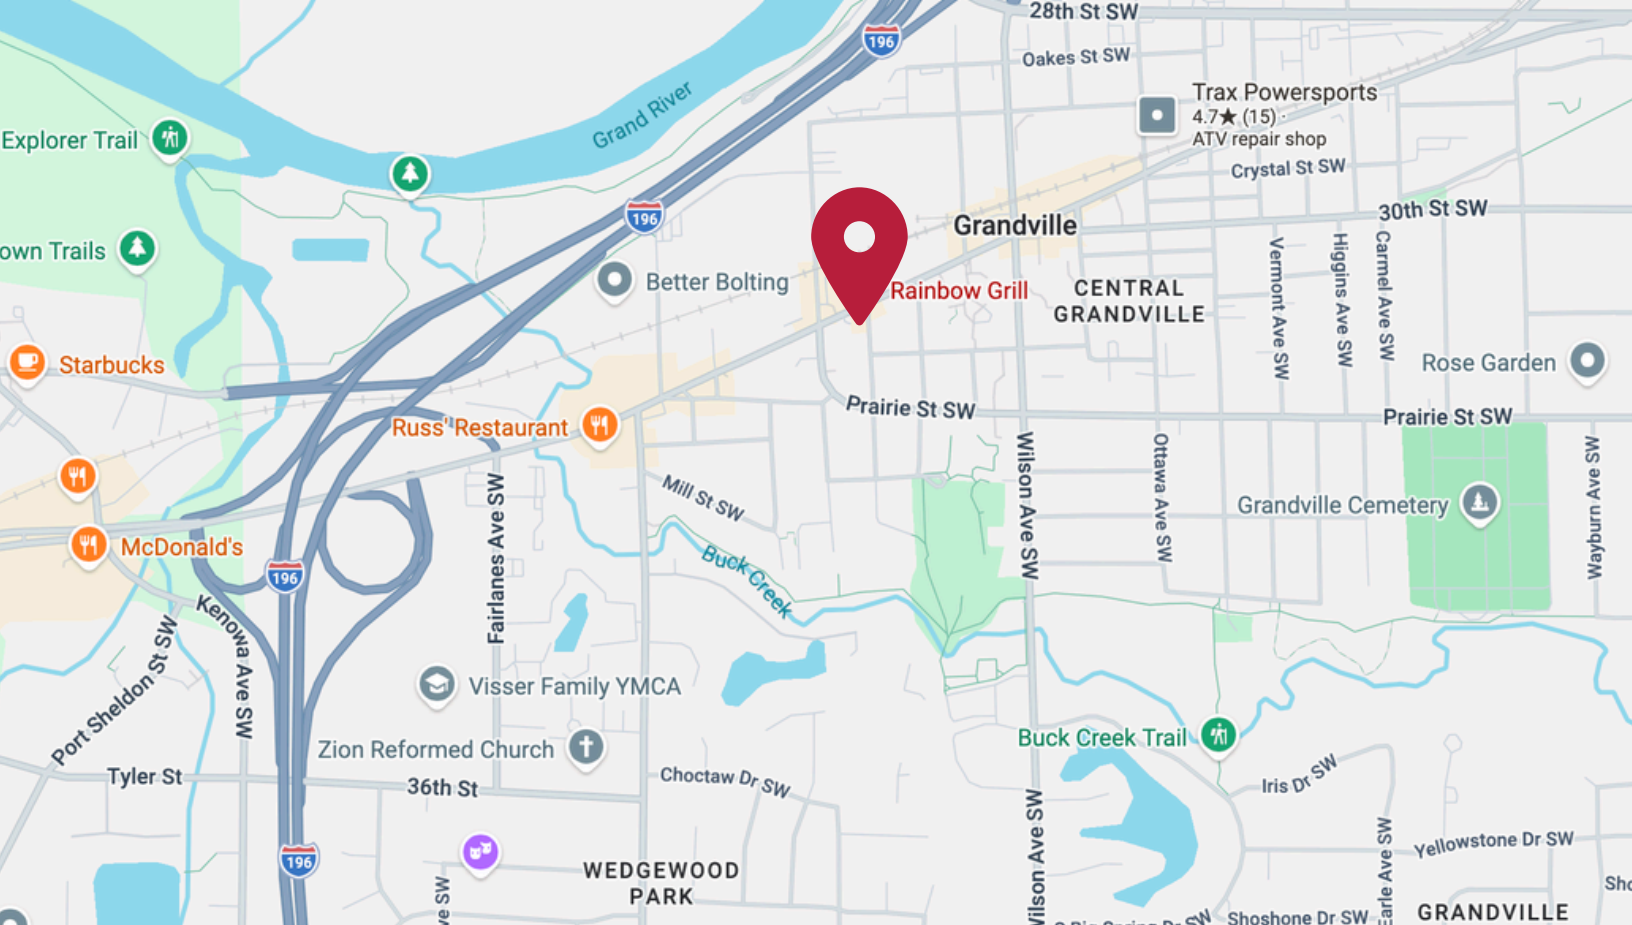 28th St SW
196
Oakes St SW
Trax Powersports
4.7★ (15) ·
ATV repair shop
Grand River
Explorer Trail
Crystal St SW
196
30th St SW
Grandville
own Trails
Better Bolting
Rainbow Grill
CENTRAL
GRANDVILLE
Vermont Ave SW
Higgins Ave SW
Carmel Ave SW
Starbucks
Rose Garden
Prairie St SW
Prairie St SW
Russ' Restaurant
Wilson Ave SW
Ottawa Ave SW
Wayburn Ave SW
Mill St SW
Grandville Cemetery
Fairlanes Ave SW
McDonald's
Buck Creek
196
Kenowa Ave SW
Port Sheldon St SW
Visser Family YMCA
Zion Reformed Church
Buck Creek Trail
Tyler St
36th St
Choctaw Dr SW
Iris Dr SW
Wilson Ave SW
Earle Ave SW
Yellowstone Dr SW
196
WEDGEWOOD
PARK
ve SW
Sho
Shoshone Dr SW
GRANDVILLE